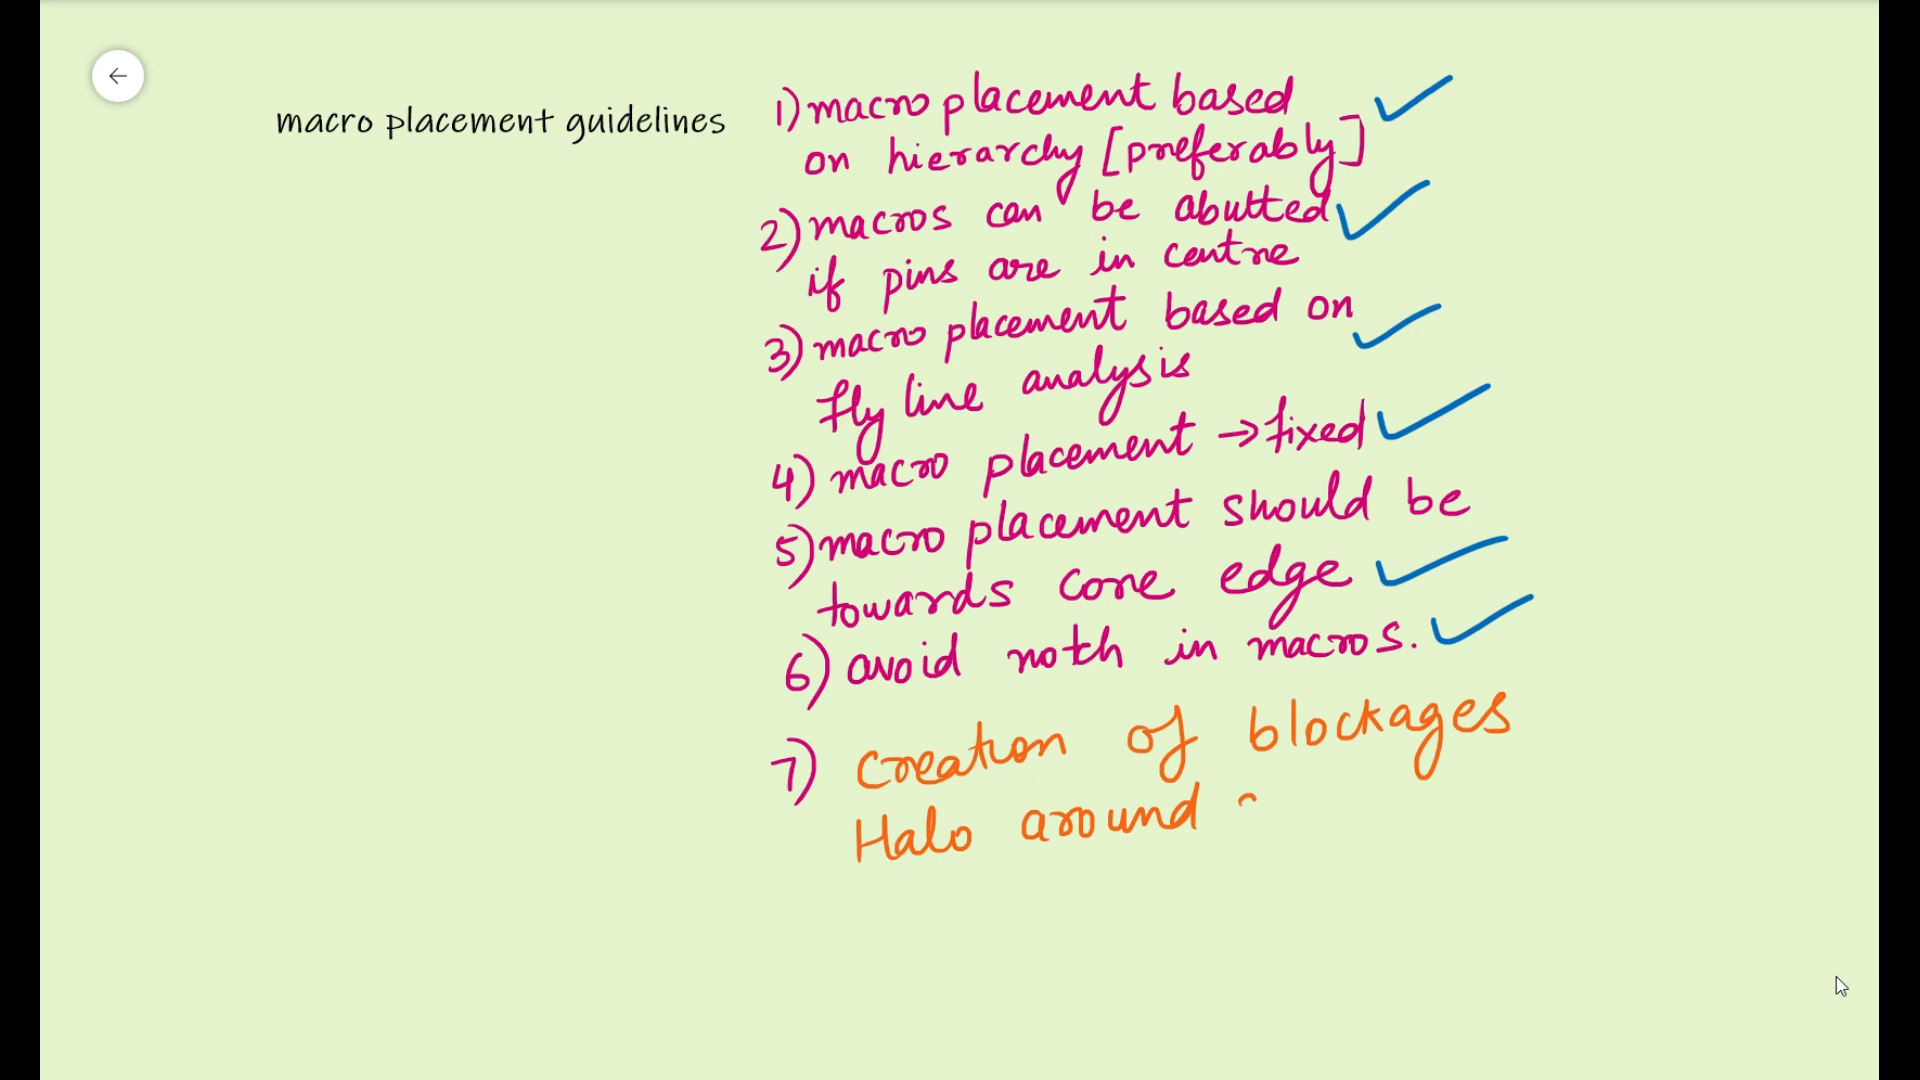 macro placement guidelines
1) macro placement based
on hierarchy [preferably]
2) macros can be abutted
if pins are in centre
3) macro placement based on
fly line analysis
4) macro placement → fixed
5) macro placement should be
towards core edge
6) avoid notch in macros.
7) creation of blockages
Halo around